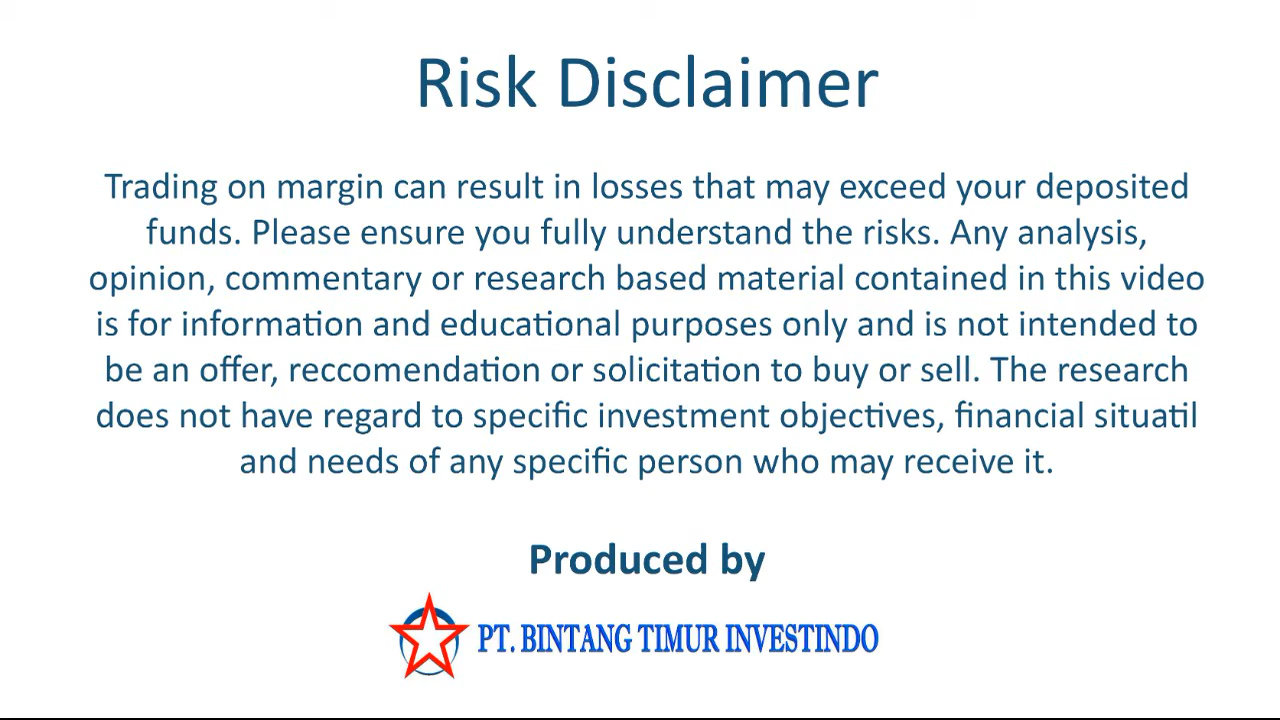 Risk Disclaimer
Trading on margin can result in losses that may exceed your deposited
funds. Please ensure you fully understand the risks. Any analysis,
opinion, commentary or research based material contained in this video
is for information and educational purposes only and is not intended to
be an offer, reccomendation or solicitation to buy or sell. The research
does not have regard to specific investment objectives, financial situatil
and needs of any specific person who may receive it.
Produced by
PT. BINTANG TIMUR INVESTINDO